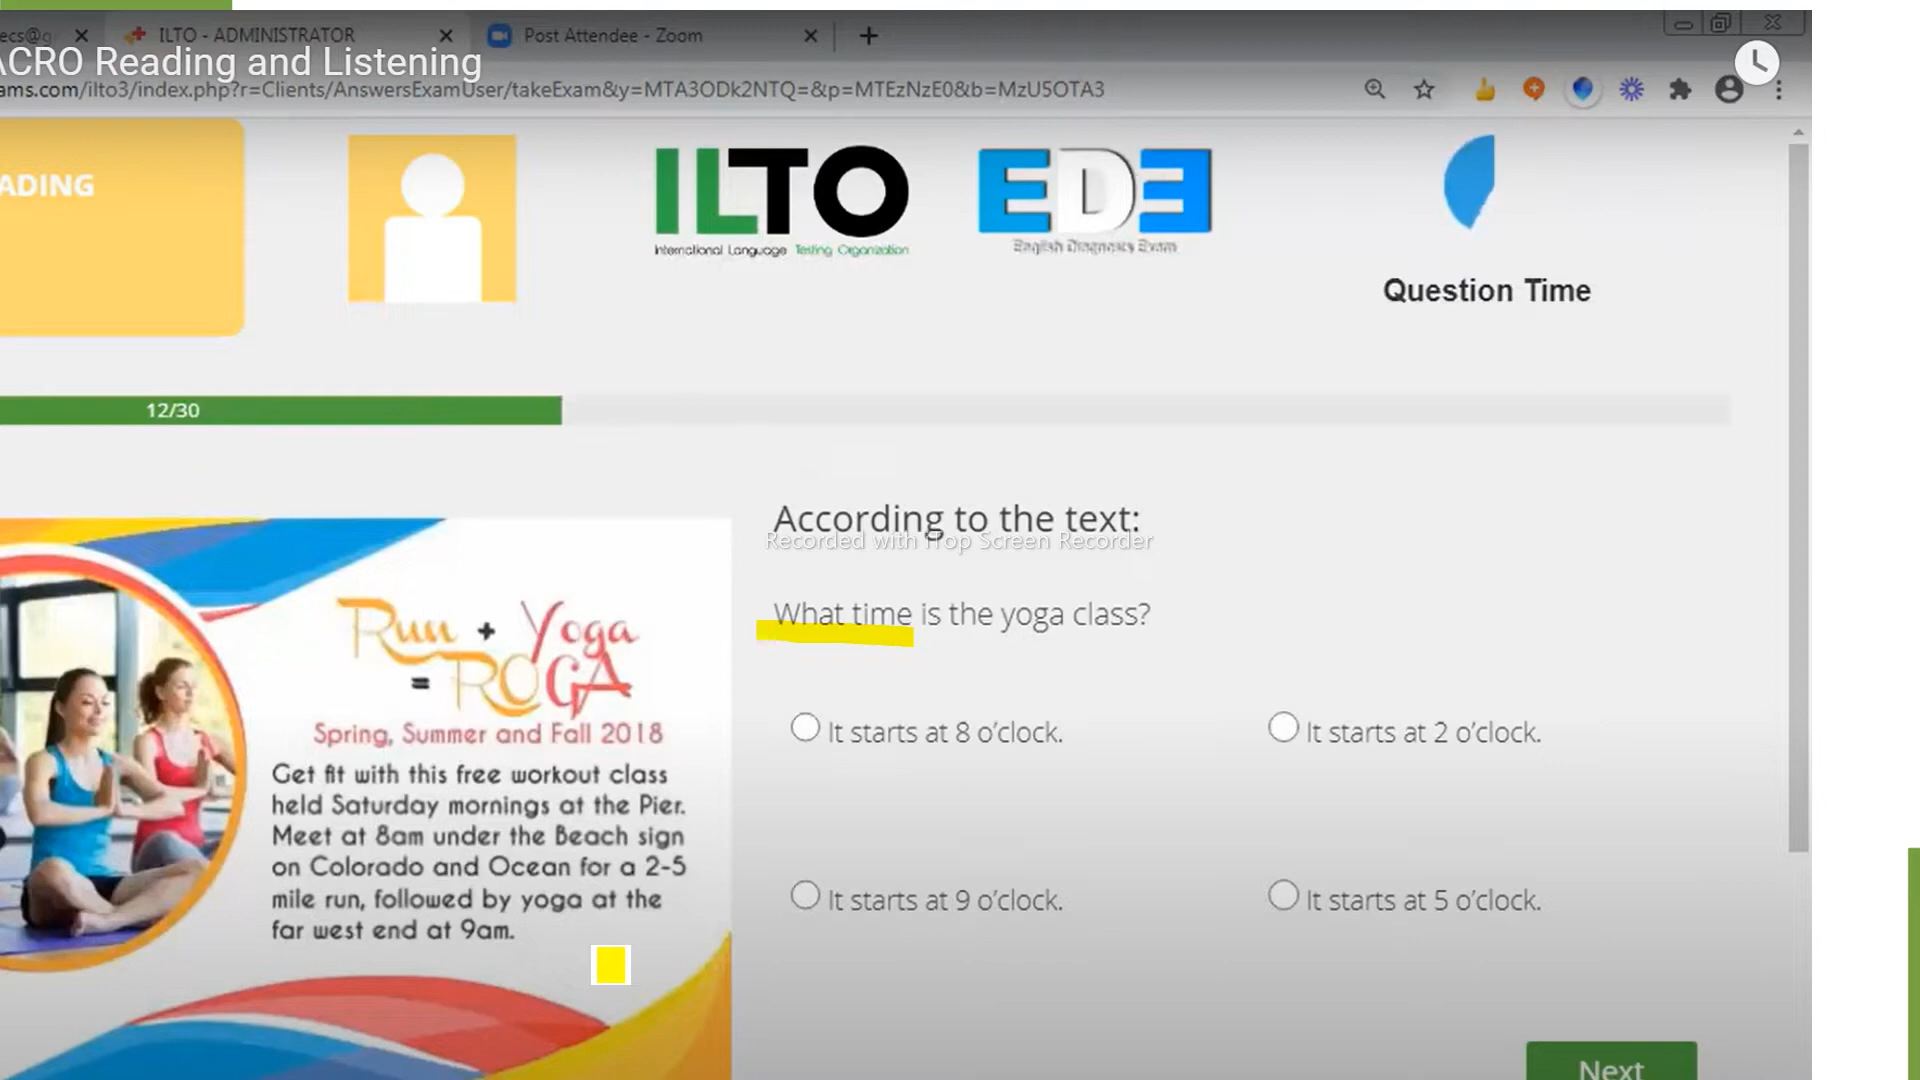 ILTO - ADMINISTRATOR
Post Attendee - Zoom
ACRO Reading and Listening
ams.com/ilto3/index.php?r=Clients/AnswersExamUser/takeExam&y=MTA3ODk2NTQ=&p=MTEzNzE0&b=MzU5OTA3
ADING
ILTO
International Language Testing Organization
EDE
English Diagnosis Exam
Question Time
12/30
According to the text:
Recorded with iTop Screen Recorder
What time is the yoga class?
It starts at 8 o'clock.
It starts at 2 o'clock.
It starts at 9 o'clock.
It starts at 5 o'clock.
Next
Run + Yoga
= ROGA
Spring, Summer and Fall 2018
Get fit with this free workout class
held Saturday mornings at the Pier.
Meet at 8am under the Beach sign
on Colorado and Ocean for a 2-5
mile run, followed by yoga at the
far west end at 9am.